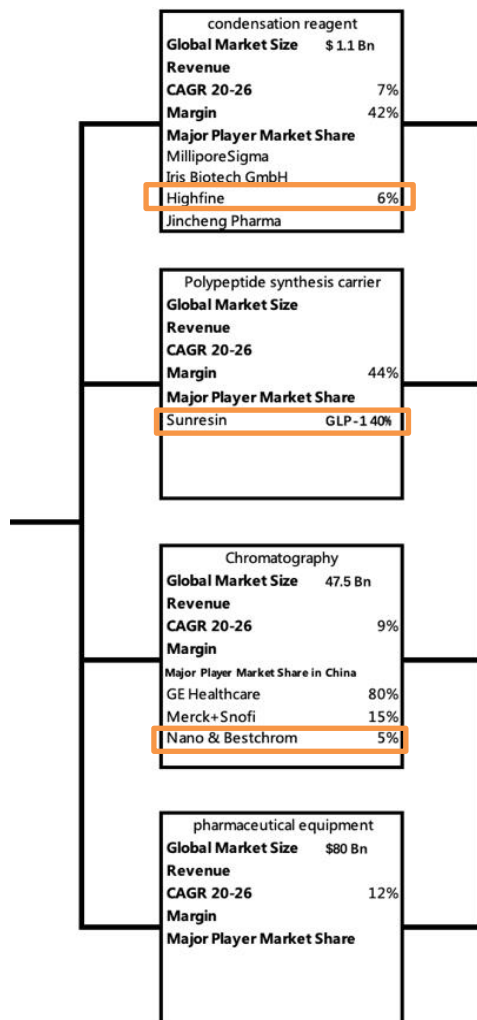 condensation reagent
Global Market Size $ 1.1 Bn
Revenue
CAGR 20-26 7%
Margin 42%
Major Player Market Share
MilliporeSigma
Iris Biotech GmbH
Highfine 6%
Jincheng Pharma
Polypeptide synthesis carrier
Global Market Size
Revenue
CAGR 20-26
Margin 44%
Major Player Market Share
Sunresin GLP-1 40%
Chromatography
Global Market Size 47.5 Bn
Revenue
CAGR 20-26 9%
Margin
Major Player Market Share in China
GE Healthcare 80%
Merck+Snofi 15%
Nano & Bestchrom 5%
pharmaceutical equipment
Global Market Size $80 Bn
Revenue
CAGR 20-26 12%
Margin
Major Player Market Share